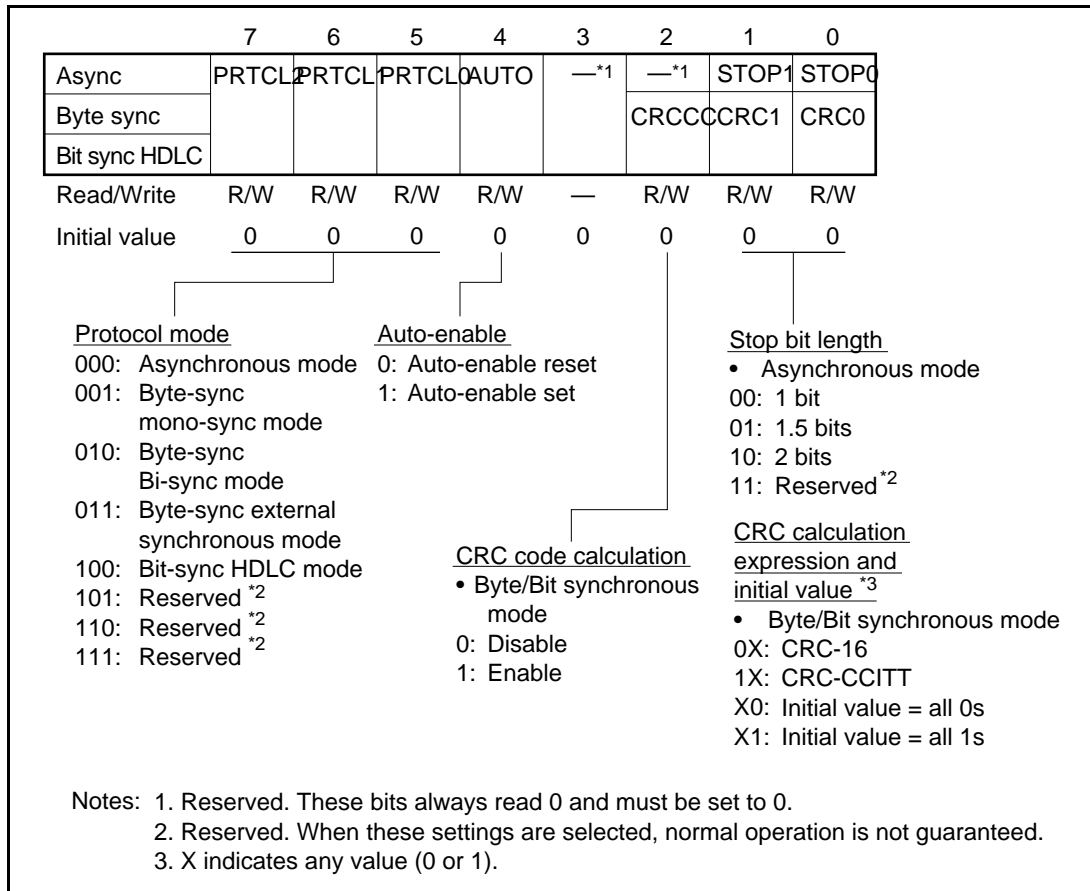 7 6 5 4 3 2 1 0
Async PRTCL2 PRTCL1 PRTCL0 AUTO —*1 —*1 STOP1 STOP0
Byte sync CRCCC CRC1 CRC0
Bit sync HDLC
Read/Write R/W R/W R/W R/W — R/W R/W R/W
Initial value 0 0 0 0 0 0 0 0
Protocol mode
000: Asynchronous mode
001: Byte-sync
mono-sync mode
010: Byte-sync
Bi-sync mode
011: Byte-sync external
synchronous mode
100: Bit-sync HDLC mode
101: Reserved *2
110: Reserved *2
111: Reserved *2
Auto-enable
0: Auto-enable reset
1: Auto-enable set
CRC code calculation
• Byte/Bit synchronous
mode
0: Disable
1: Enable
Stop bit length
• Asynchronous mode
00: 1 bit
01: 1.5 bits
10: 2 bits
11: Reserved *2
CRC calculation
expression and
initial value *3
• Byte/Bit synchronous mode
0X: CRC-16
1X: CRC-CCITT
X0: Initial value = all 0s
X1: Initial value = all 1s
Notes: 1. Reserved. These bits always read 0 and must be set to 0.
2. Reserved. When these settings are selected, normal operation is not guaranteed.
3. X indicates any value (0 or 1).